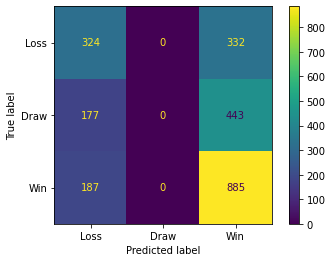 Loss 324 0 332
Draw 177 0 443
Win 187 0 885
Loss Draw Win
Predicted label
True label
800
700
600
500
400
300
200
100
0